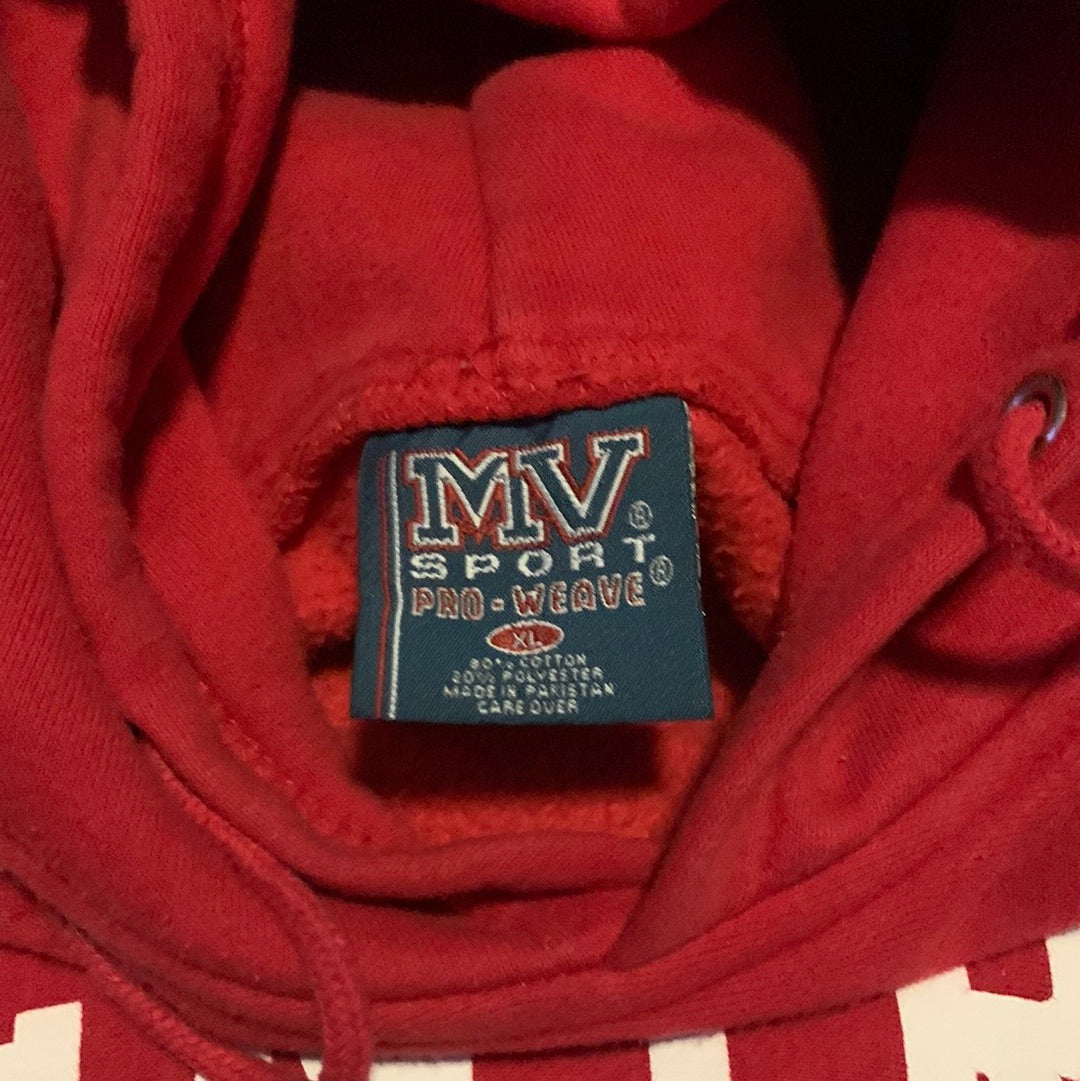 MV®
SPORT
PRO-WEAVE®
XL
80% COTTON
20% POLYESTER
MADE IN PAKISTAN
CARE OVER